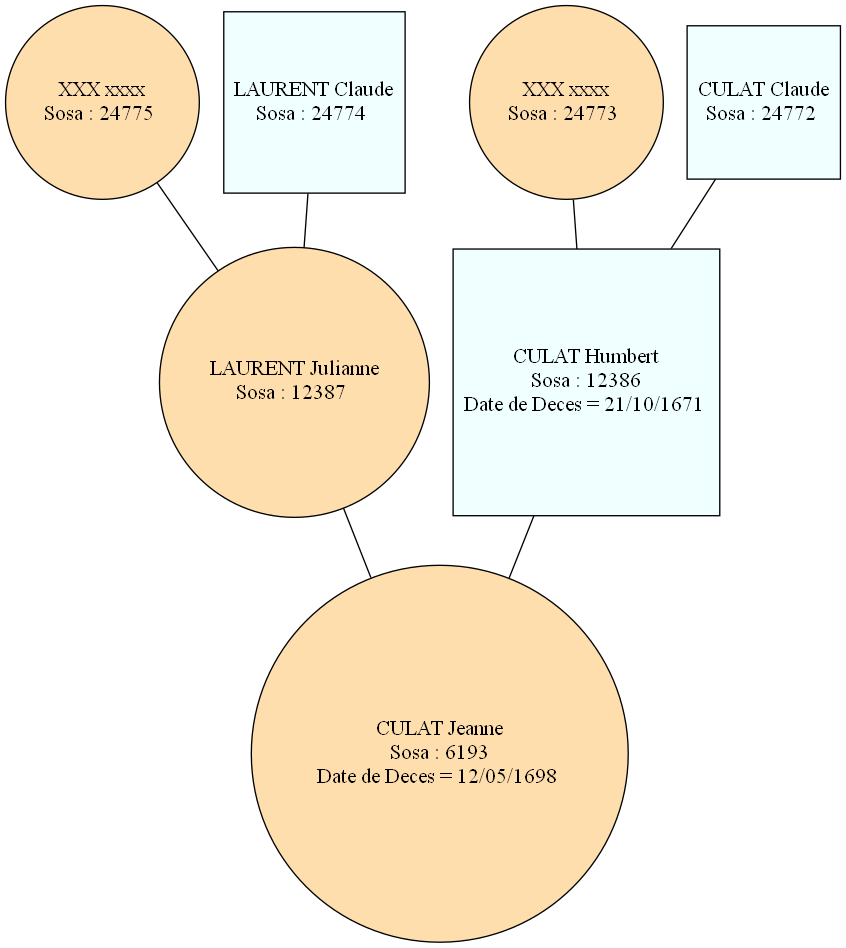 XXX xxxx
Sosa : 24775
LAURENT Claude
Sosa : 24774
XXX xxxx
Sosa : 24773
CULAT Claude
Sosa : 24772
LAURENT Julianne
Sosa : 12387
CULAT Humbert
Sosa : 12386
Date de Deces = 21/10/1671
CULAT Jeanne
Sosa : 6193
Date de Deces = 12/05/1698